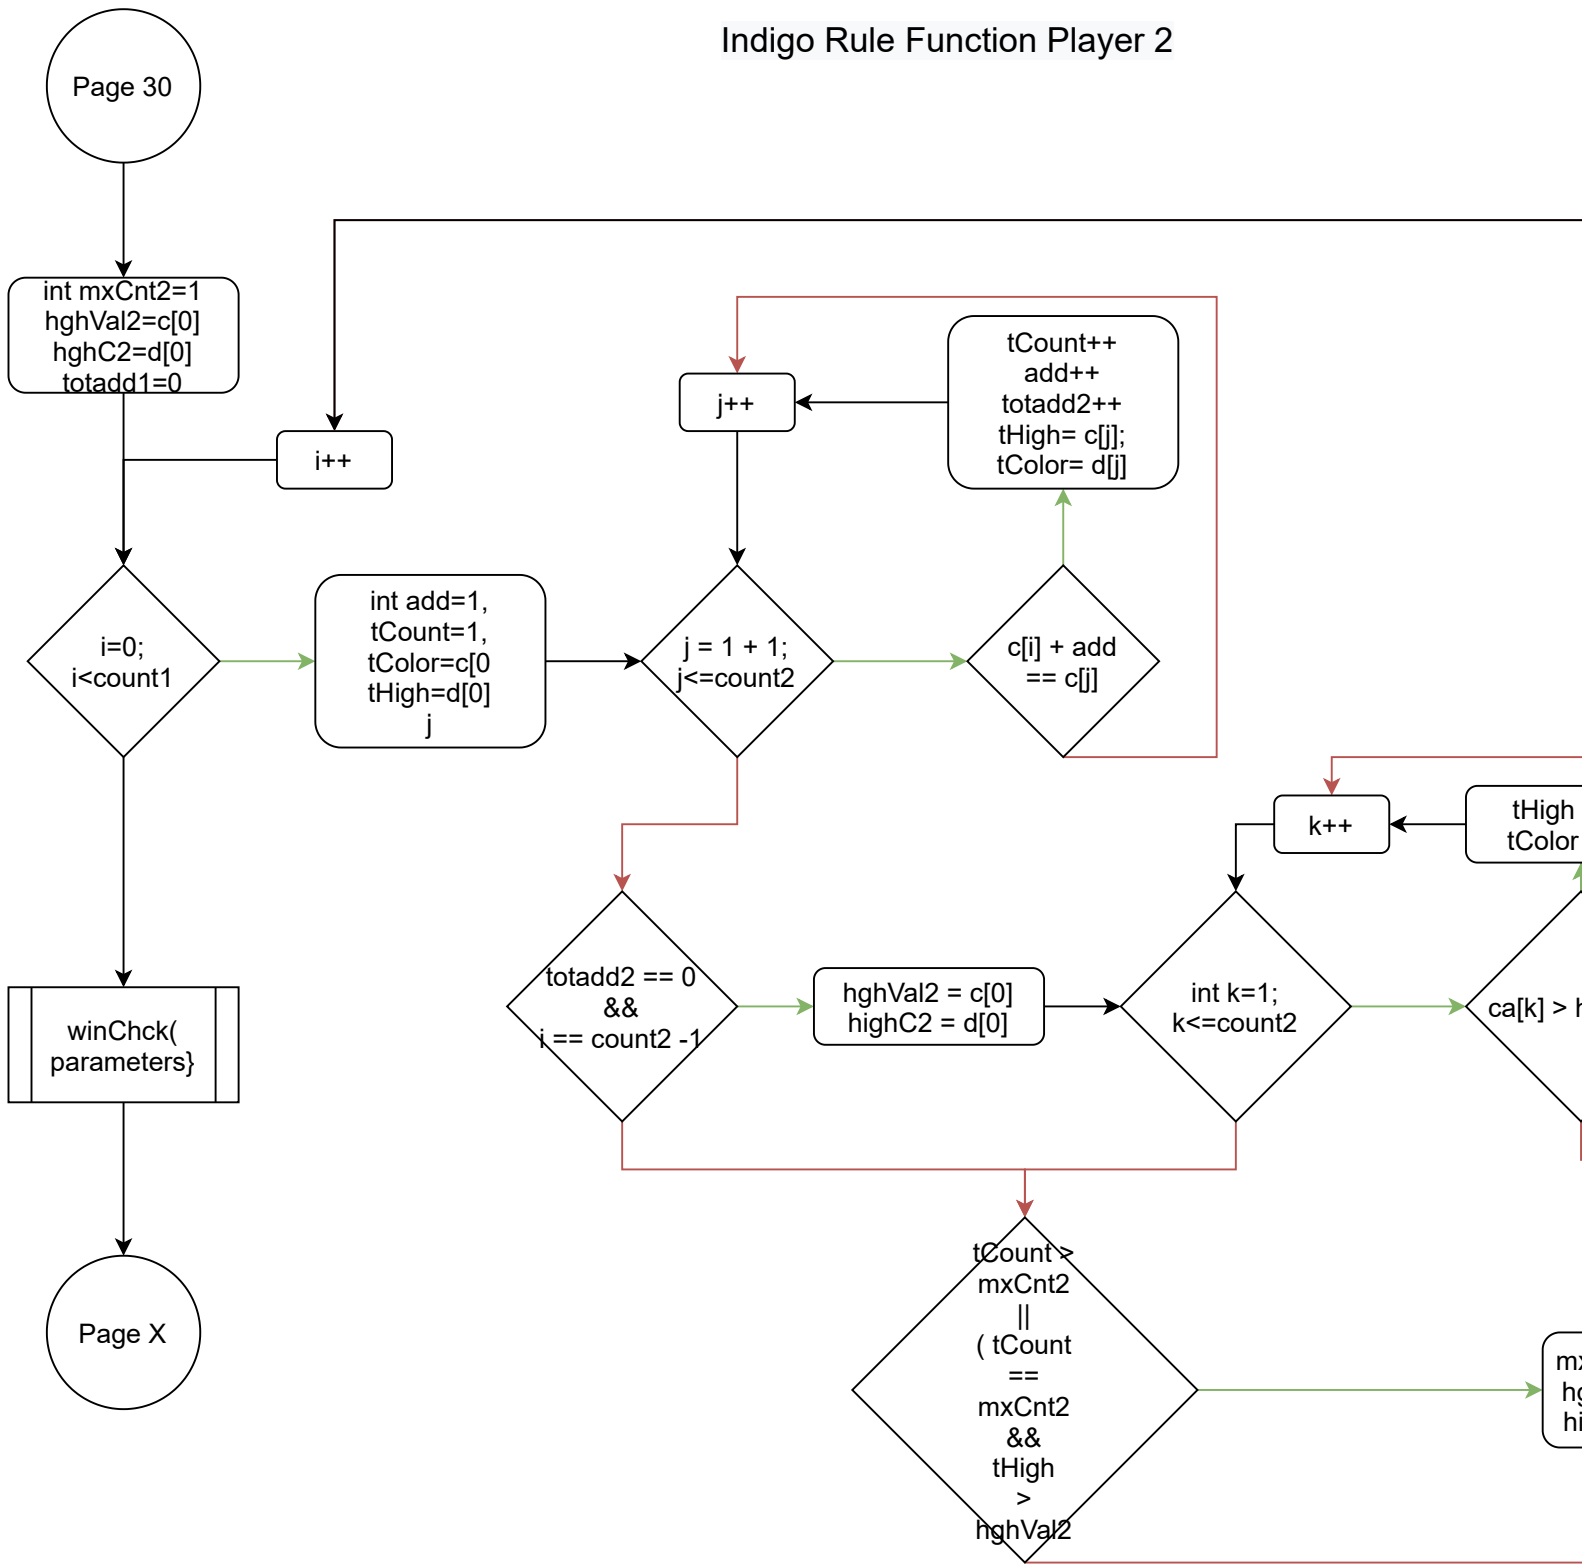 Indigo Rule Function Player 2
Page 30
int mxCnt2=1
hghVal2=c[0]
hghC2=d[0]
totadd1=0
i++
j++
tCount++
add++
totadd2++
tHigh= c[j];
tColor= d[j]
i=0;
i<count1
int add=1,
tCount=1,
tColor=c[0
tHigh=d[0]
j
j = 1 + 1;
j<=count2
c[i] + add
== c[j]
k++
tHigh
tColor
totadd2 == 0
&&
i == count2 -1
hghVal2 = c[0]
highC2 = d[0]
int k=1;
k<=count2
ca[k] >
winChck(
parameters}
Page X
tCount >
mxCnt2
||
( tCount
==
mxCnt2
&&
tHigh
>
hghVal2